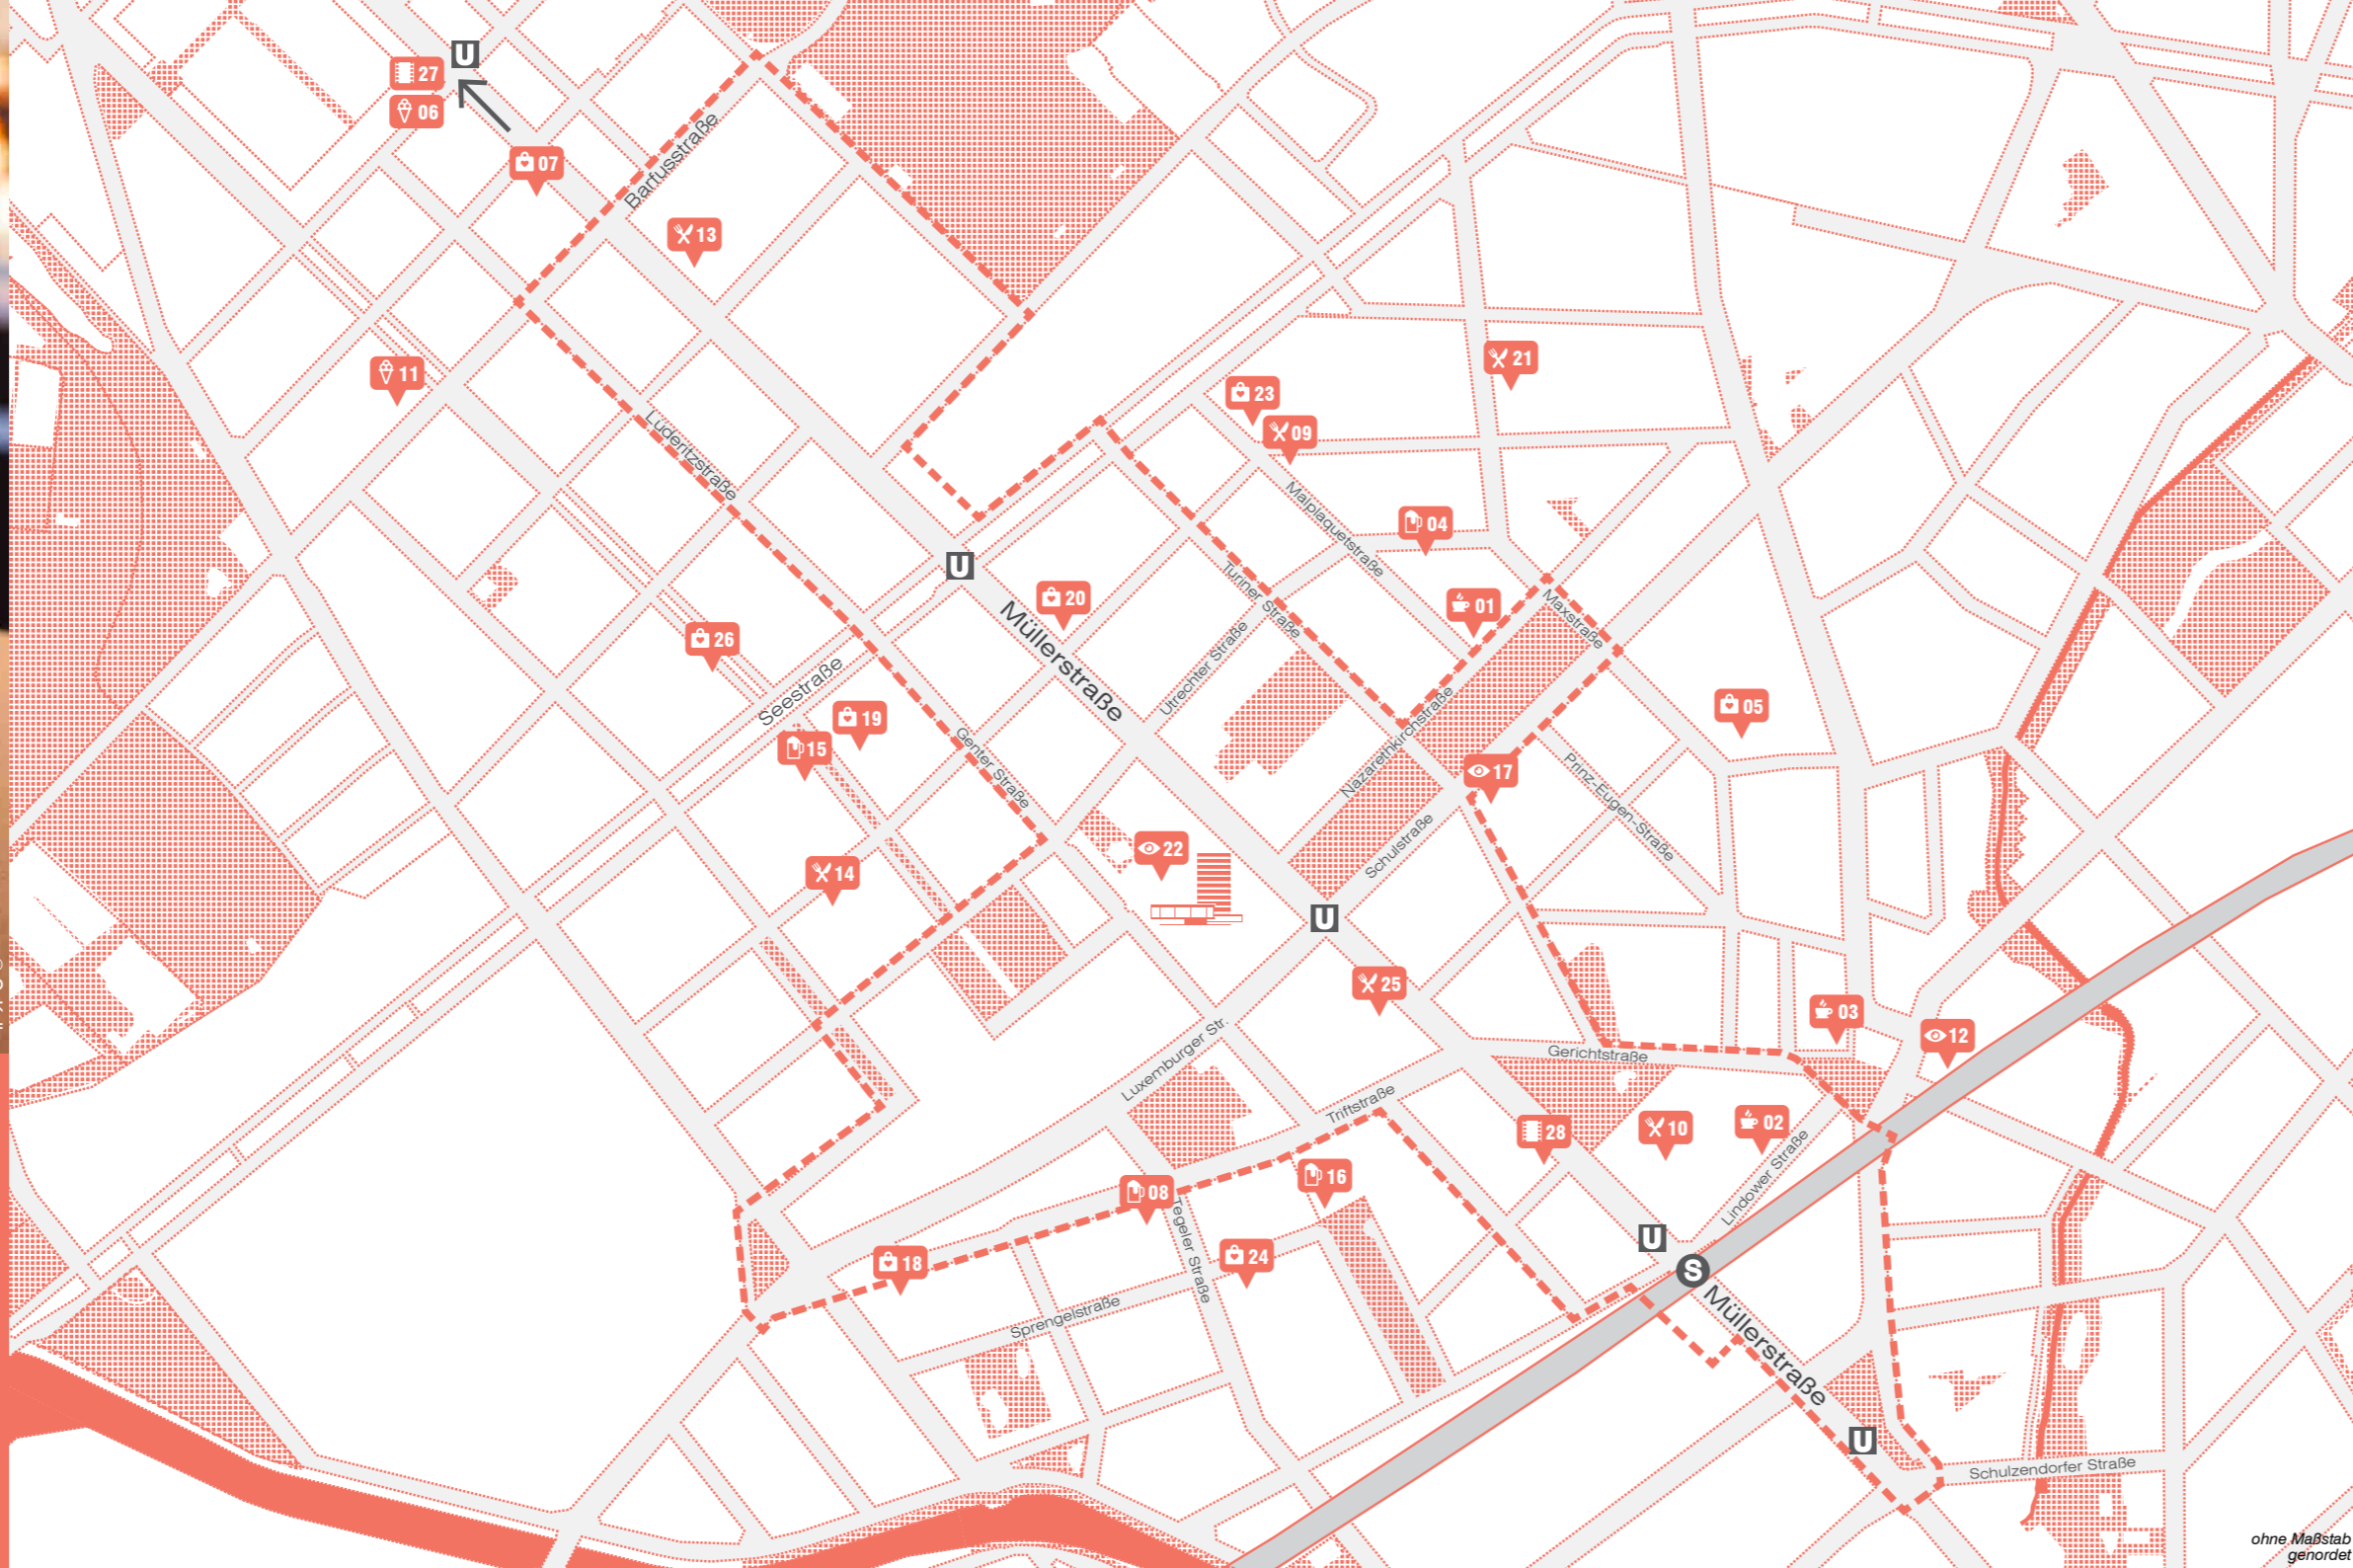 U
27
06
07
Barfusstraße
13
11
21
23
09
Lüderitzstraße
Malplaquetstraße
04
U
Turiner Straße
20
Müllerstraße
01
Maxstraße
26
Utrechter Straße
Seestraße
19
15
Genter Straße
Nazarethkirchstraße
05
17
Prinz-Eugen-Straße
22
Schulstraße
14
U
25
03
12
Luxemburger Str.
Gerichtstraße
Triftstraße
28
10
02
16
08
Lindower Straße
Tegeler Straße
U
18
24
S
Sprengelstraße
Müllerstraße
U
Schulzendorfer Straße
ohne Maßstab
genordet